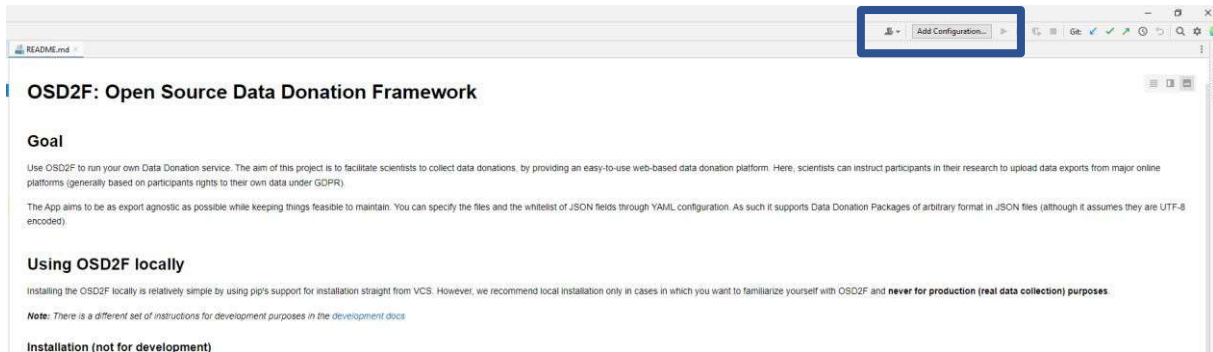 Add Configuration...
Git:
README.md
OSD2F: Open Source Data Donation Framework
Goal
Use OSD2F to run your own Data Donation service. The aim of this project is to facilitate scientists to collect data donations, by providing an easy-to-use web-based data donation platform. Here, scientists can instruct participants in their research to upload data exports from major online
platforms (generally based on participants rights to their own data under GDPR).
The App aims to be as export agnostic as possible while keeping things feasible to maintain. You can specify the files and the whitelist of JSON fields through YAML configuration. As such it supports Data Donation Packages of arbitrary format in JSON files (although it assumes they are UTF-8
encoded).
Using OSD2F locally
Installing the OSD2F locally is relatively simple by using pip's support for installation straight from VCS. However, we recommend local installation only in cases in which you want to familiarize yourself with OSD2F and never for production (real data collection) purposes.
Note: There is a different set of instructions for development purposes in the development docs
Installation (not for development)